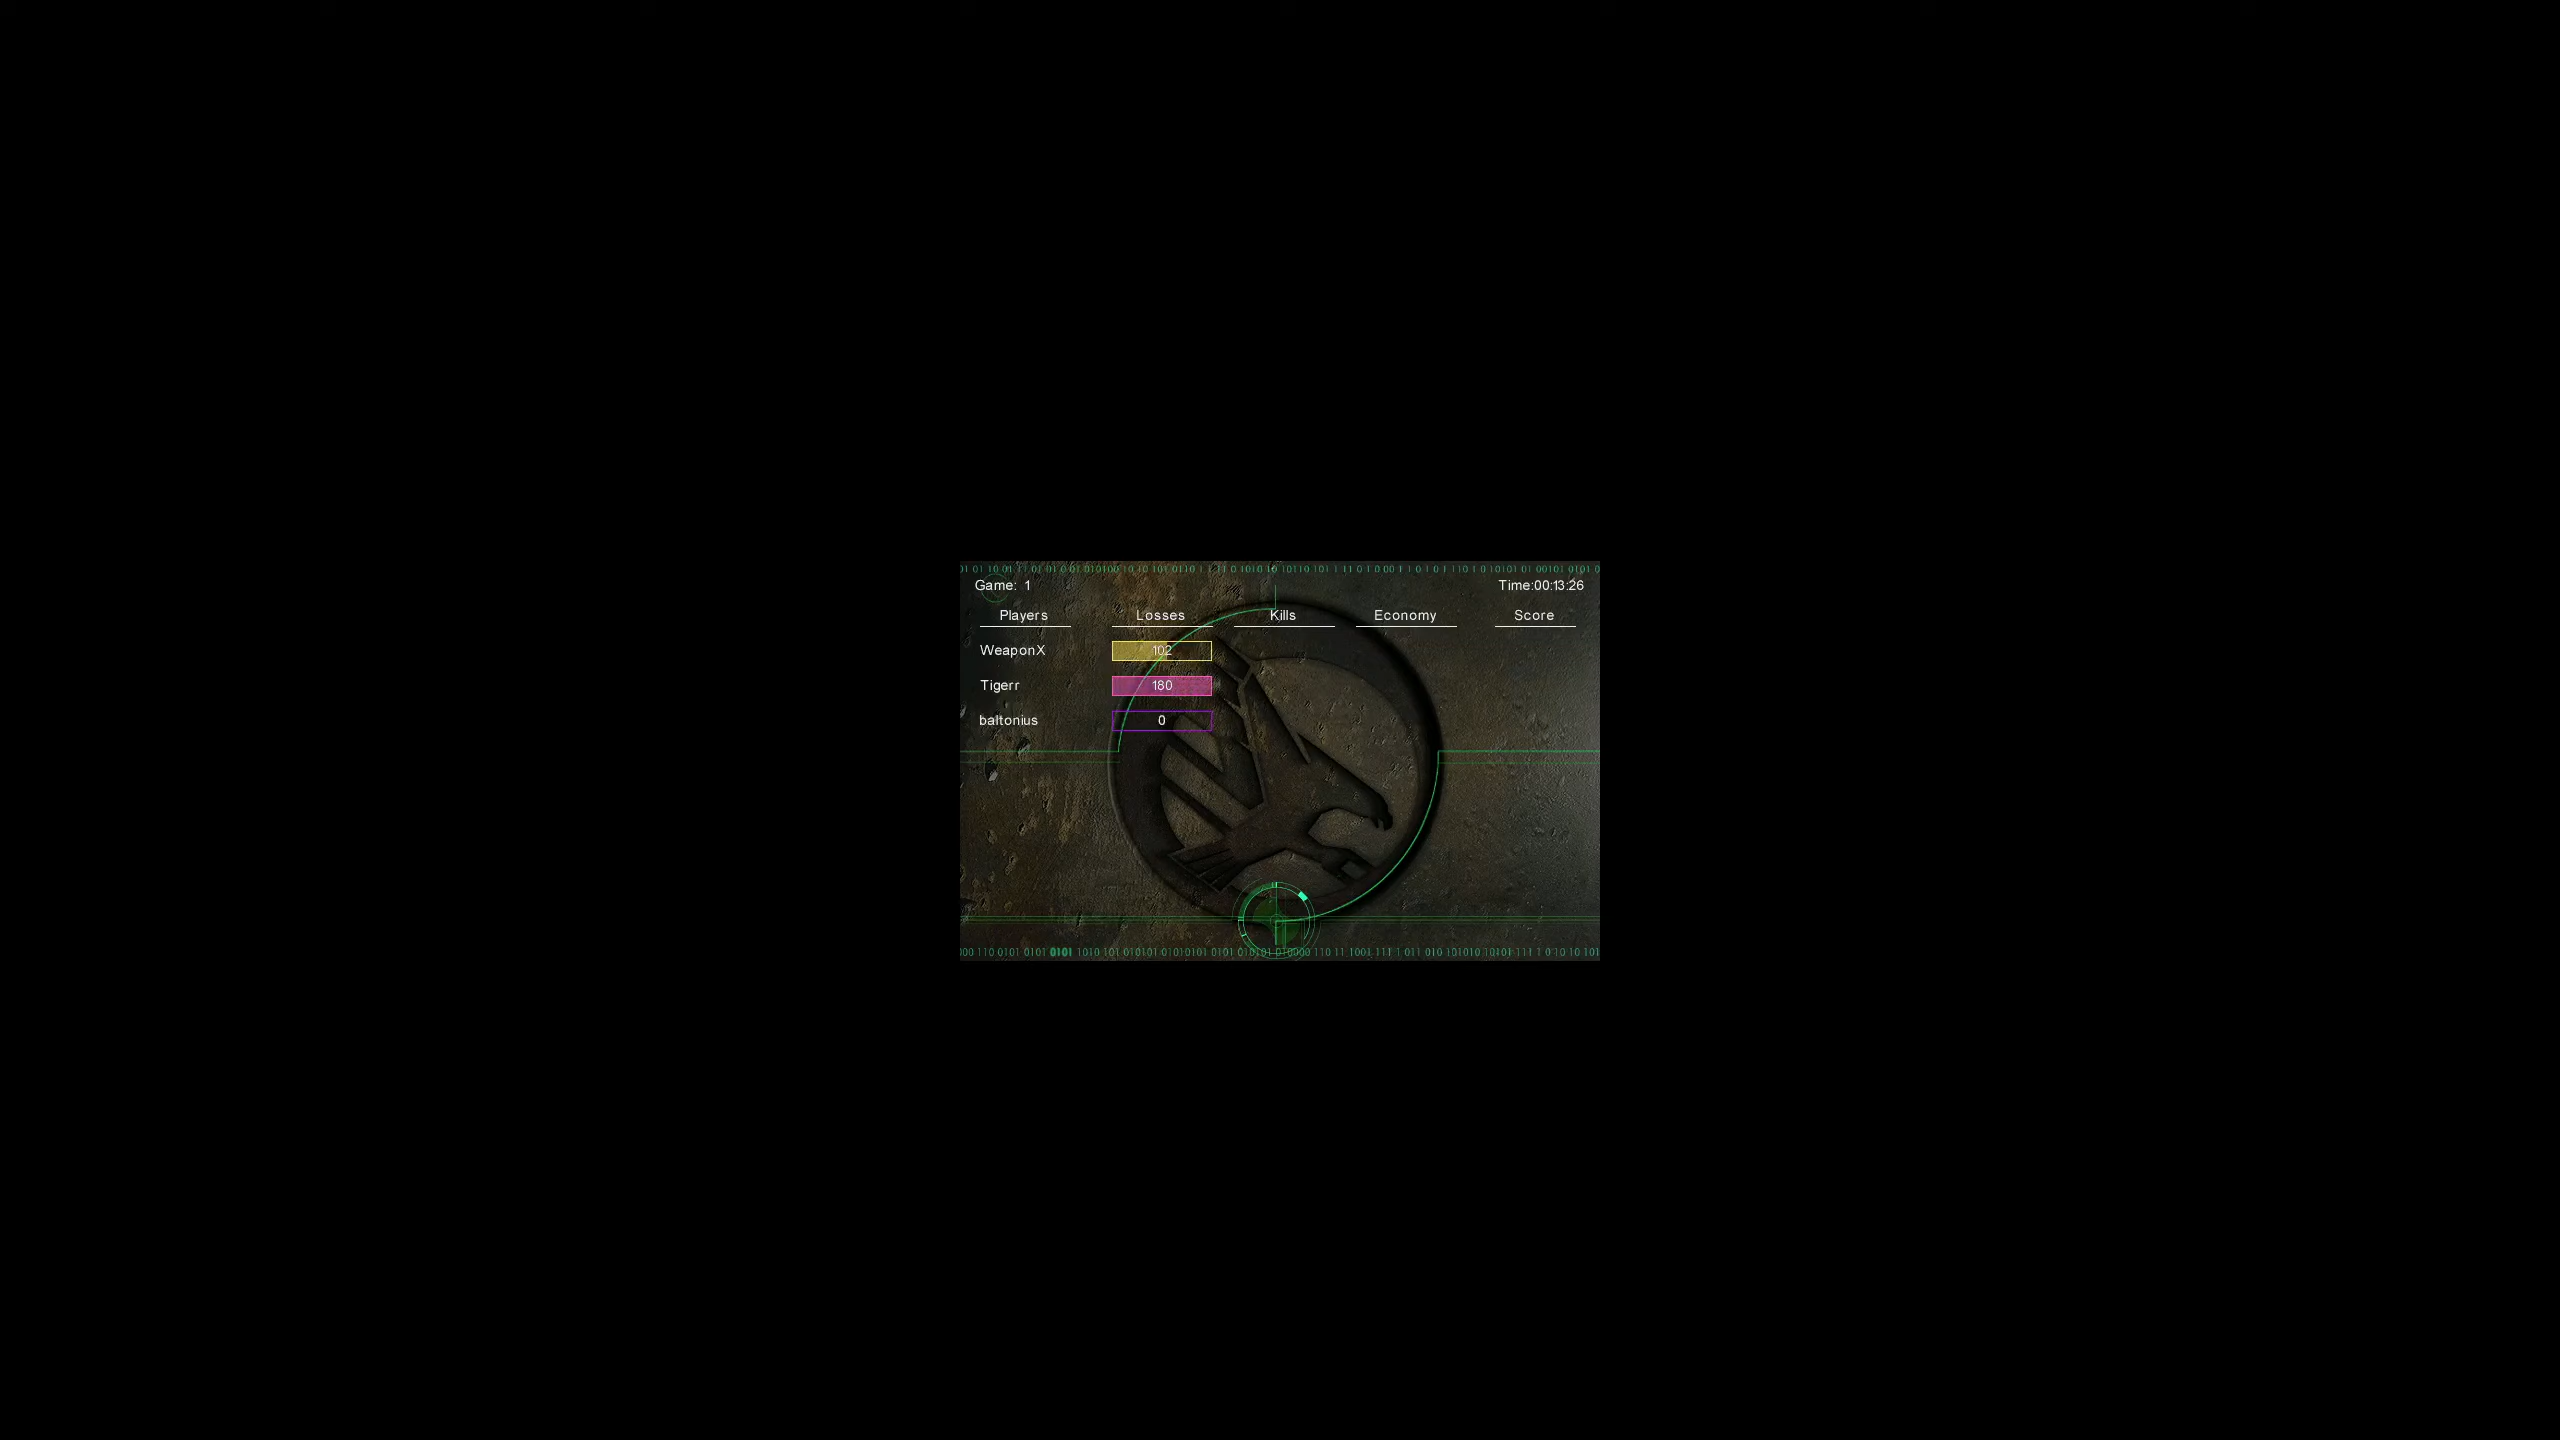 Game: 1 Time:00:13:26
Players Losses Kills Economy Score
WeaponX 102
Tigerr 180
baltonius 0